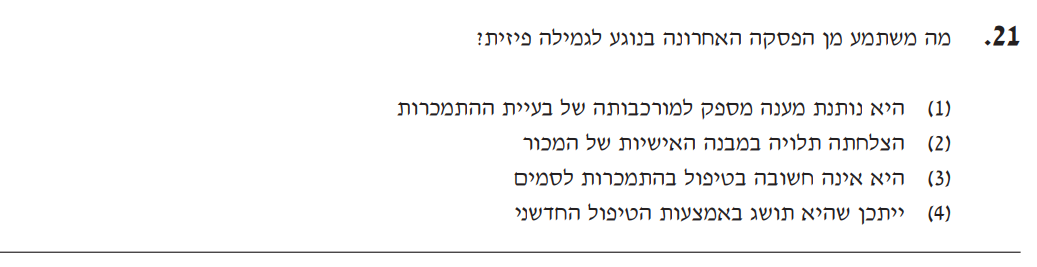 21. מה משתמע מן הפסקה האחרונה בנוגע לגמילה פיזית?
(1) היא נותנת מענה מספק למורכבותה של בעיית ההתמכרות
(2) הצלחתה תלויה במבנה האישיות של המכור
(3) היא אינה חשובה בטיפול בהתמכרות לסמים
(4) ייתכן שהיא תושג באמצעות הטיפול החדשני